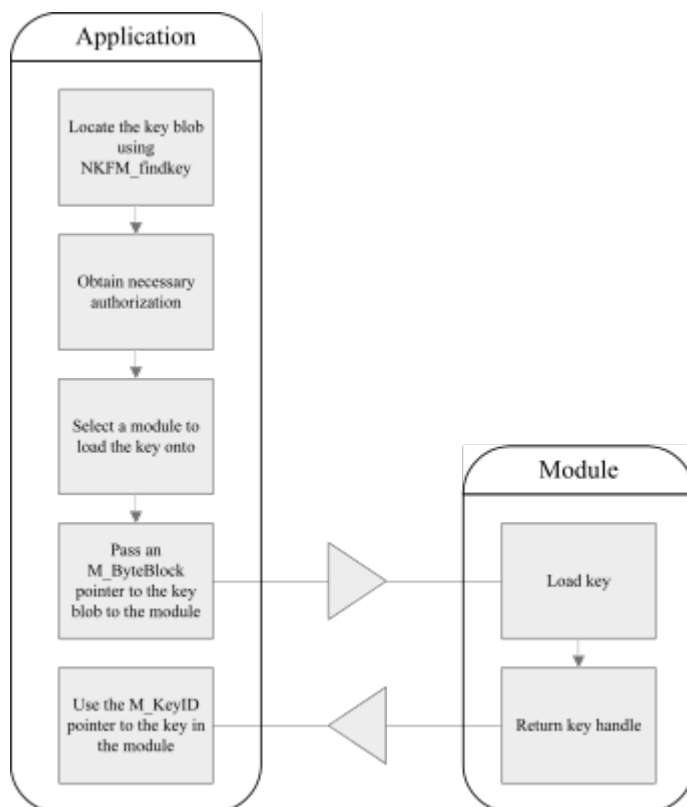 Application
Locate the key blob
using
NKFM_findkey
Obtain necessary
authorization
Select a module to
load the key onto
Pass an
M_ByteBlock
pointer to the key
blob to the module
Use the M_KeyID
pointer to the key in
the module
Module
Load key
Return key handle